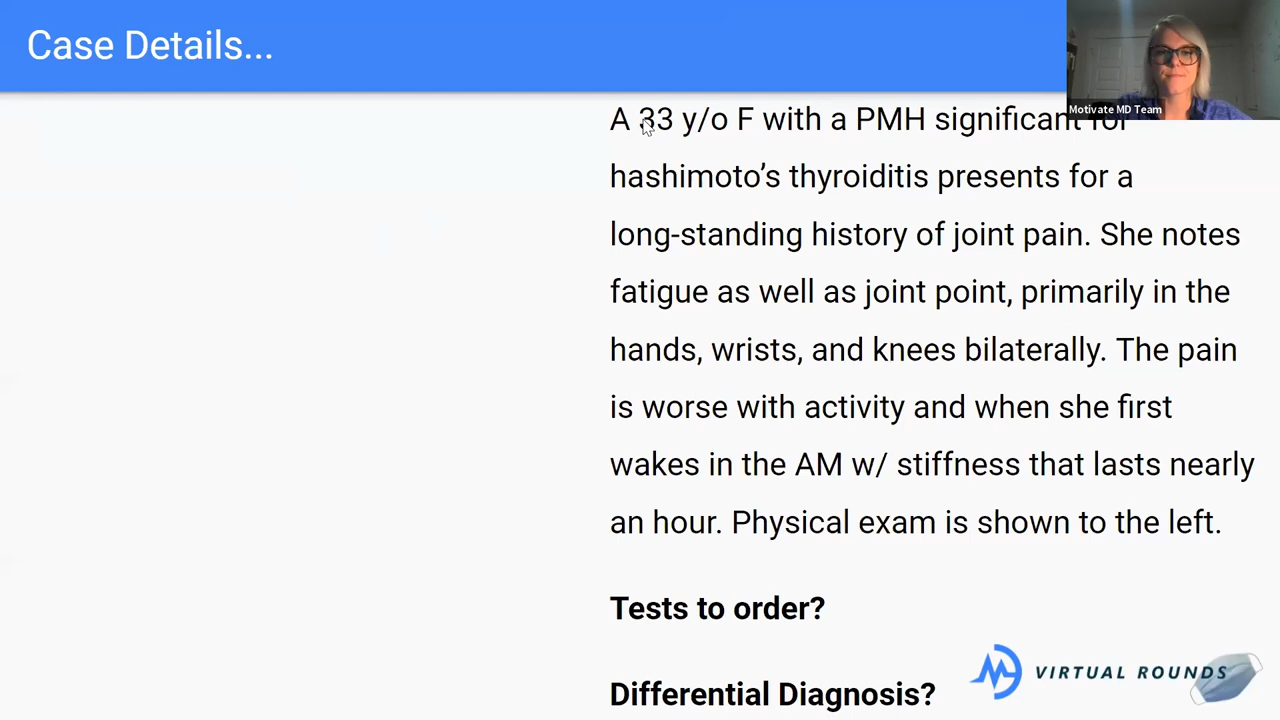 Case Details...
Motivate MD Team
A 33 y/o F with a PMH significant for
hashimoto’s thyroiditis presents for a
long-standing history of joint pain. She notes
fatigue as well as joint point, primarily in the
hands, wrists, and knees bilaterally. The pain
is worse with activity and when she first
wakes in the AM w/ stiffness that lasts nearly
an hour. Physical exam is shown to the left.
Tests to order?
VIRTUAL ROUNDS
Differential Diagnosis?